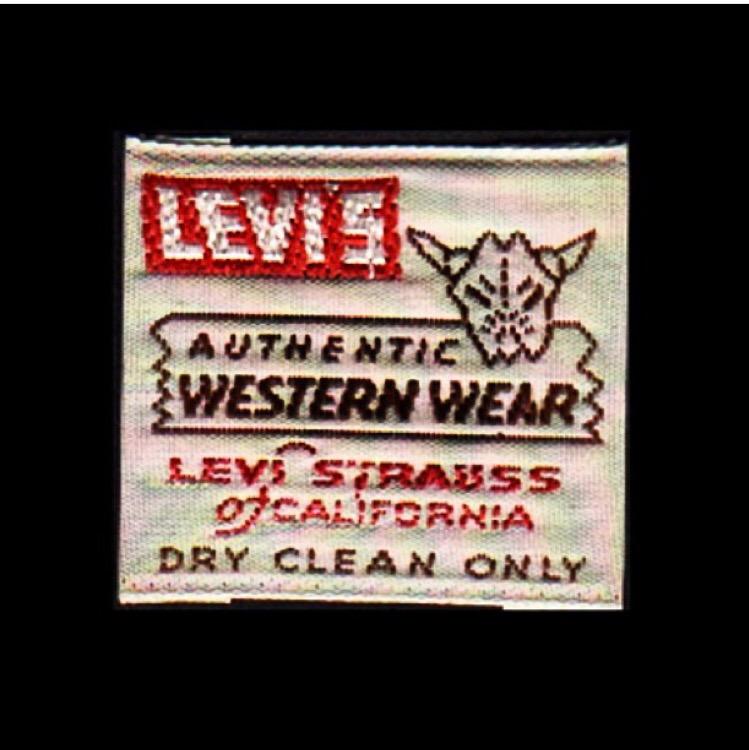 LEVI'S
AUTHENTIC
WESTERN WEAR
LEVI STRAUSS
of CALIFORNIA
DRY CLEAN ONLY